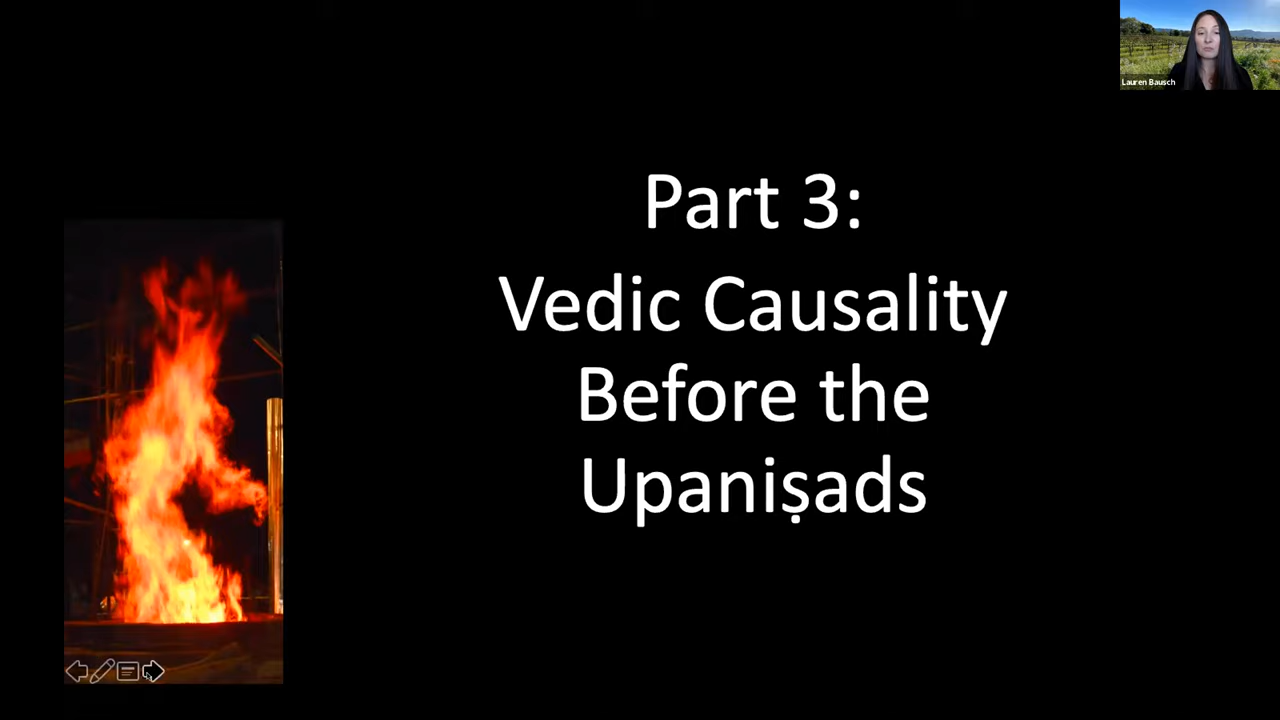 Lauren Bausch
Part 3:
Vedic Causality
Before the
Upaniṣads